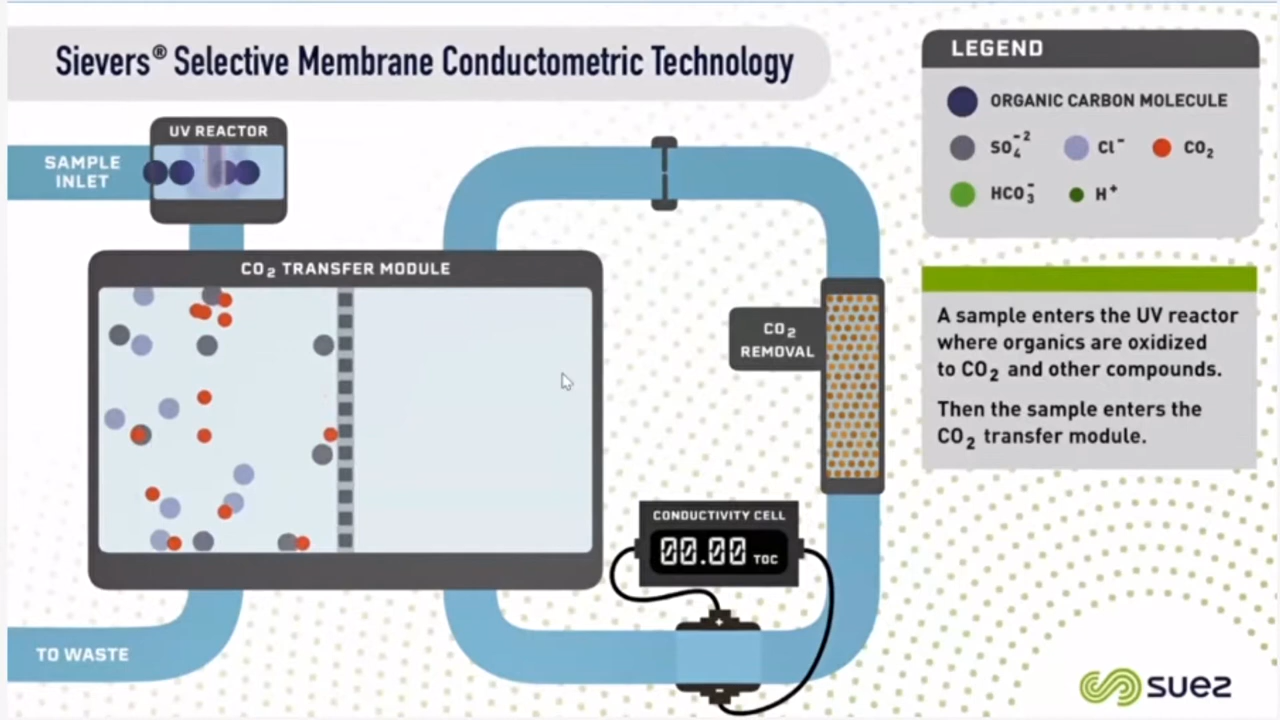 Sievers® Selective Membrane Conductometric Technology
LEGEND
ORGANIC CARBON MOLECULE
SO₄⁻² Cl⁻ CO₂
HCO₃⁻ H⁺
UV REACTOR
SAMPLE
INLET
CO₂ TRANSFER MODULE
CO₂
REMOVAL
A sample enters the UV reactor
where organics are oxidized
to CO₂ and other compounds.
Then the sample enters the
CO₂ transfer module.
CONDUCTIVITY CELL
00.00 TOC
+
-
TO WASTE
suez